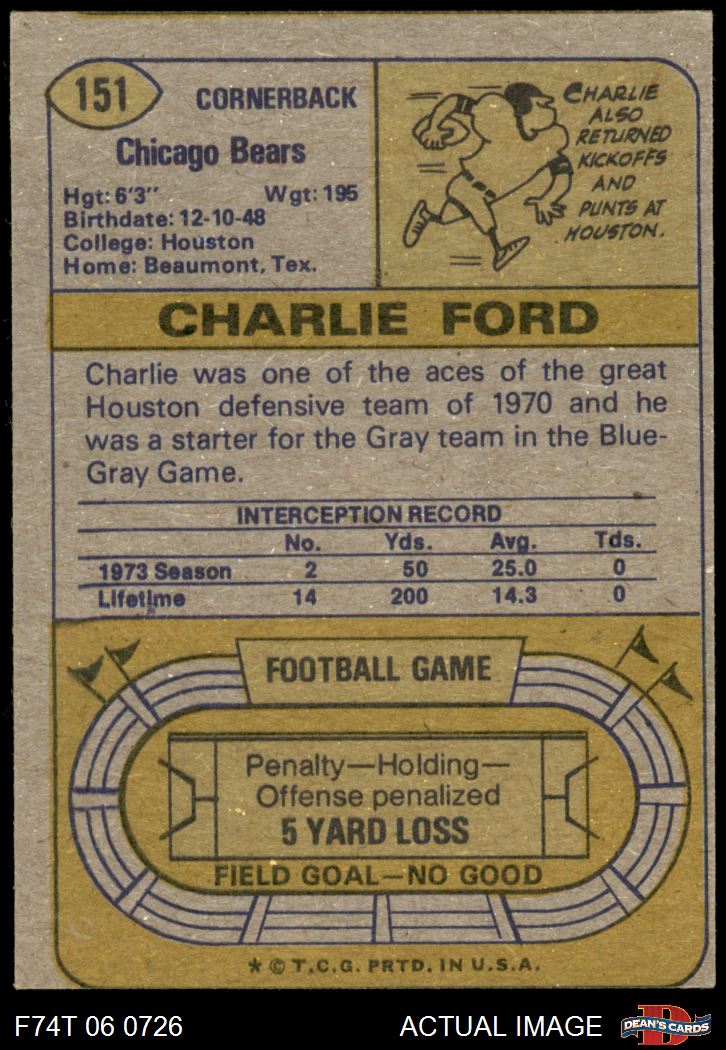 151
CORNERBACK
Chicago Bears
Hgt: 6'3" Wgt: 195
Birthdate: 12-10-48
College: Houston
Home: Beaumont, Tex.
CHARLIE
ALSO
RETURNED
KICKOFFS
AND
PUNTS AT
HOUSTON.
CHARLIE FORD
Charlie was one of the aces of the great
Houston defensive team of 1970 and he
was a starter for the Gray team in the Blue-
Gray Game.
INTERCEPTION RECORD
No. Yds. Avg. Tds.
1973 Season 2 50 25.0 0
Lifetime 14 200 14.3 0
FOOTBALL GAME
Penalty—Holding—
Offense penalized
5 YARD LOSS
FIELD GOAL—NO GOOD
* © T.C.G. PRTD. IN U.S.A.
F74T 06 0726
ACTUAL IMAGE
D
DEAN'S CARDS